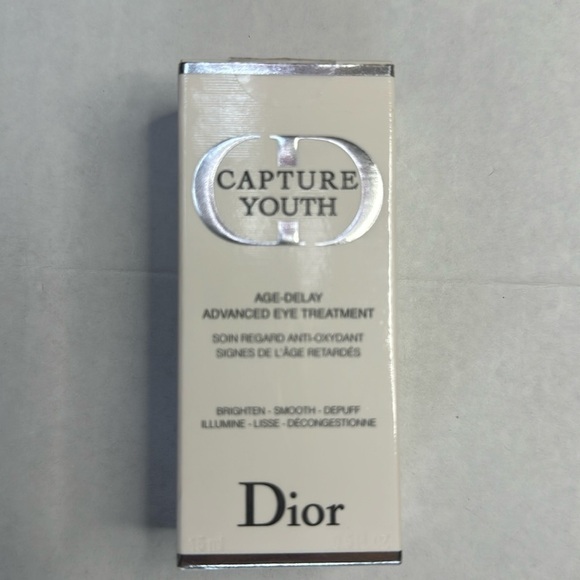 CAPTURE
YOUTH
AGE-DELAY
ADVANCED EYE TREATMENT
SOIN REGARD ANTI-OXYDANT
SIGNES DE L'ÂGE RETARDÉS
BRIGHTEN - SMOOTH - DEPUFF
ILLUMINE - LISSE - DÉCONGESTIONNE
Dior